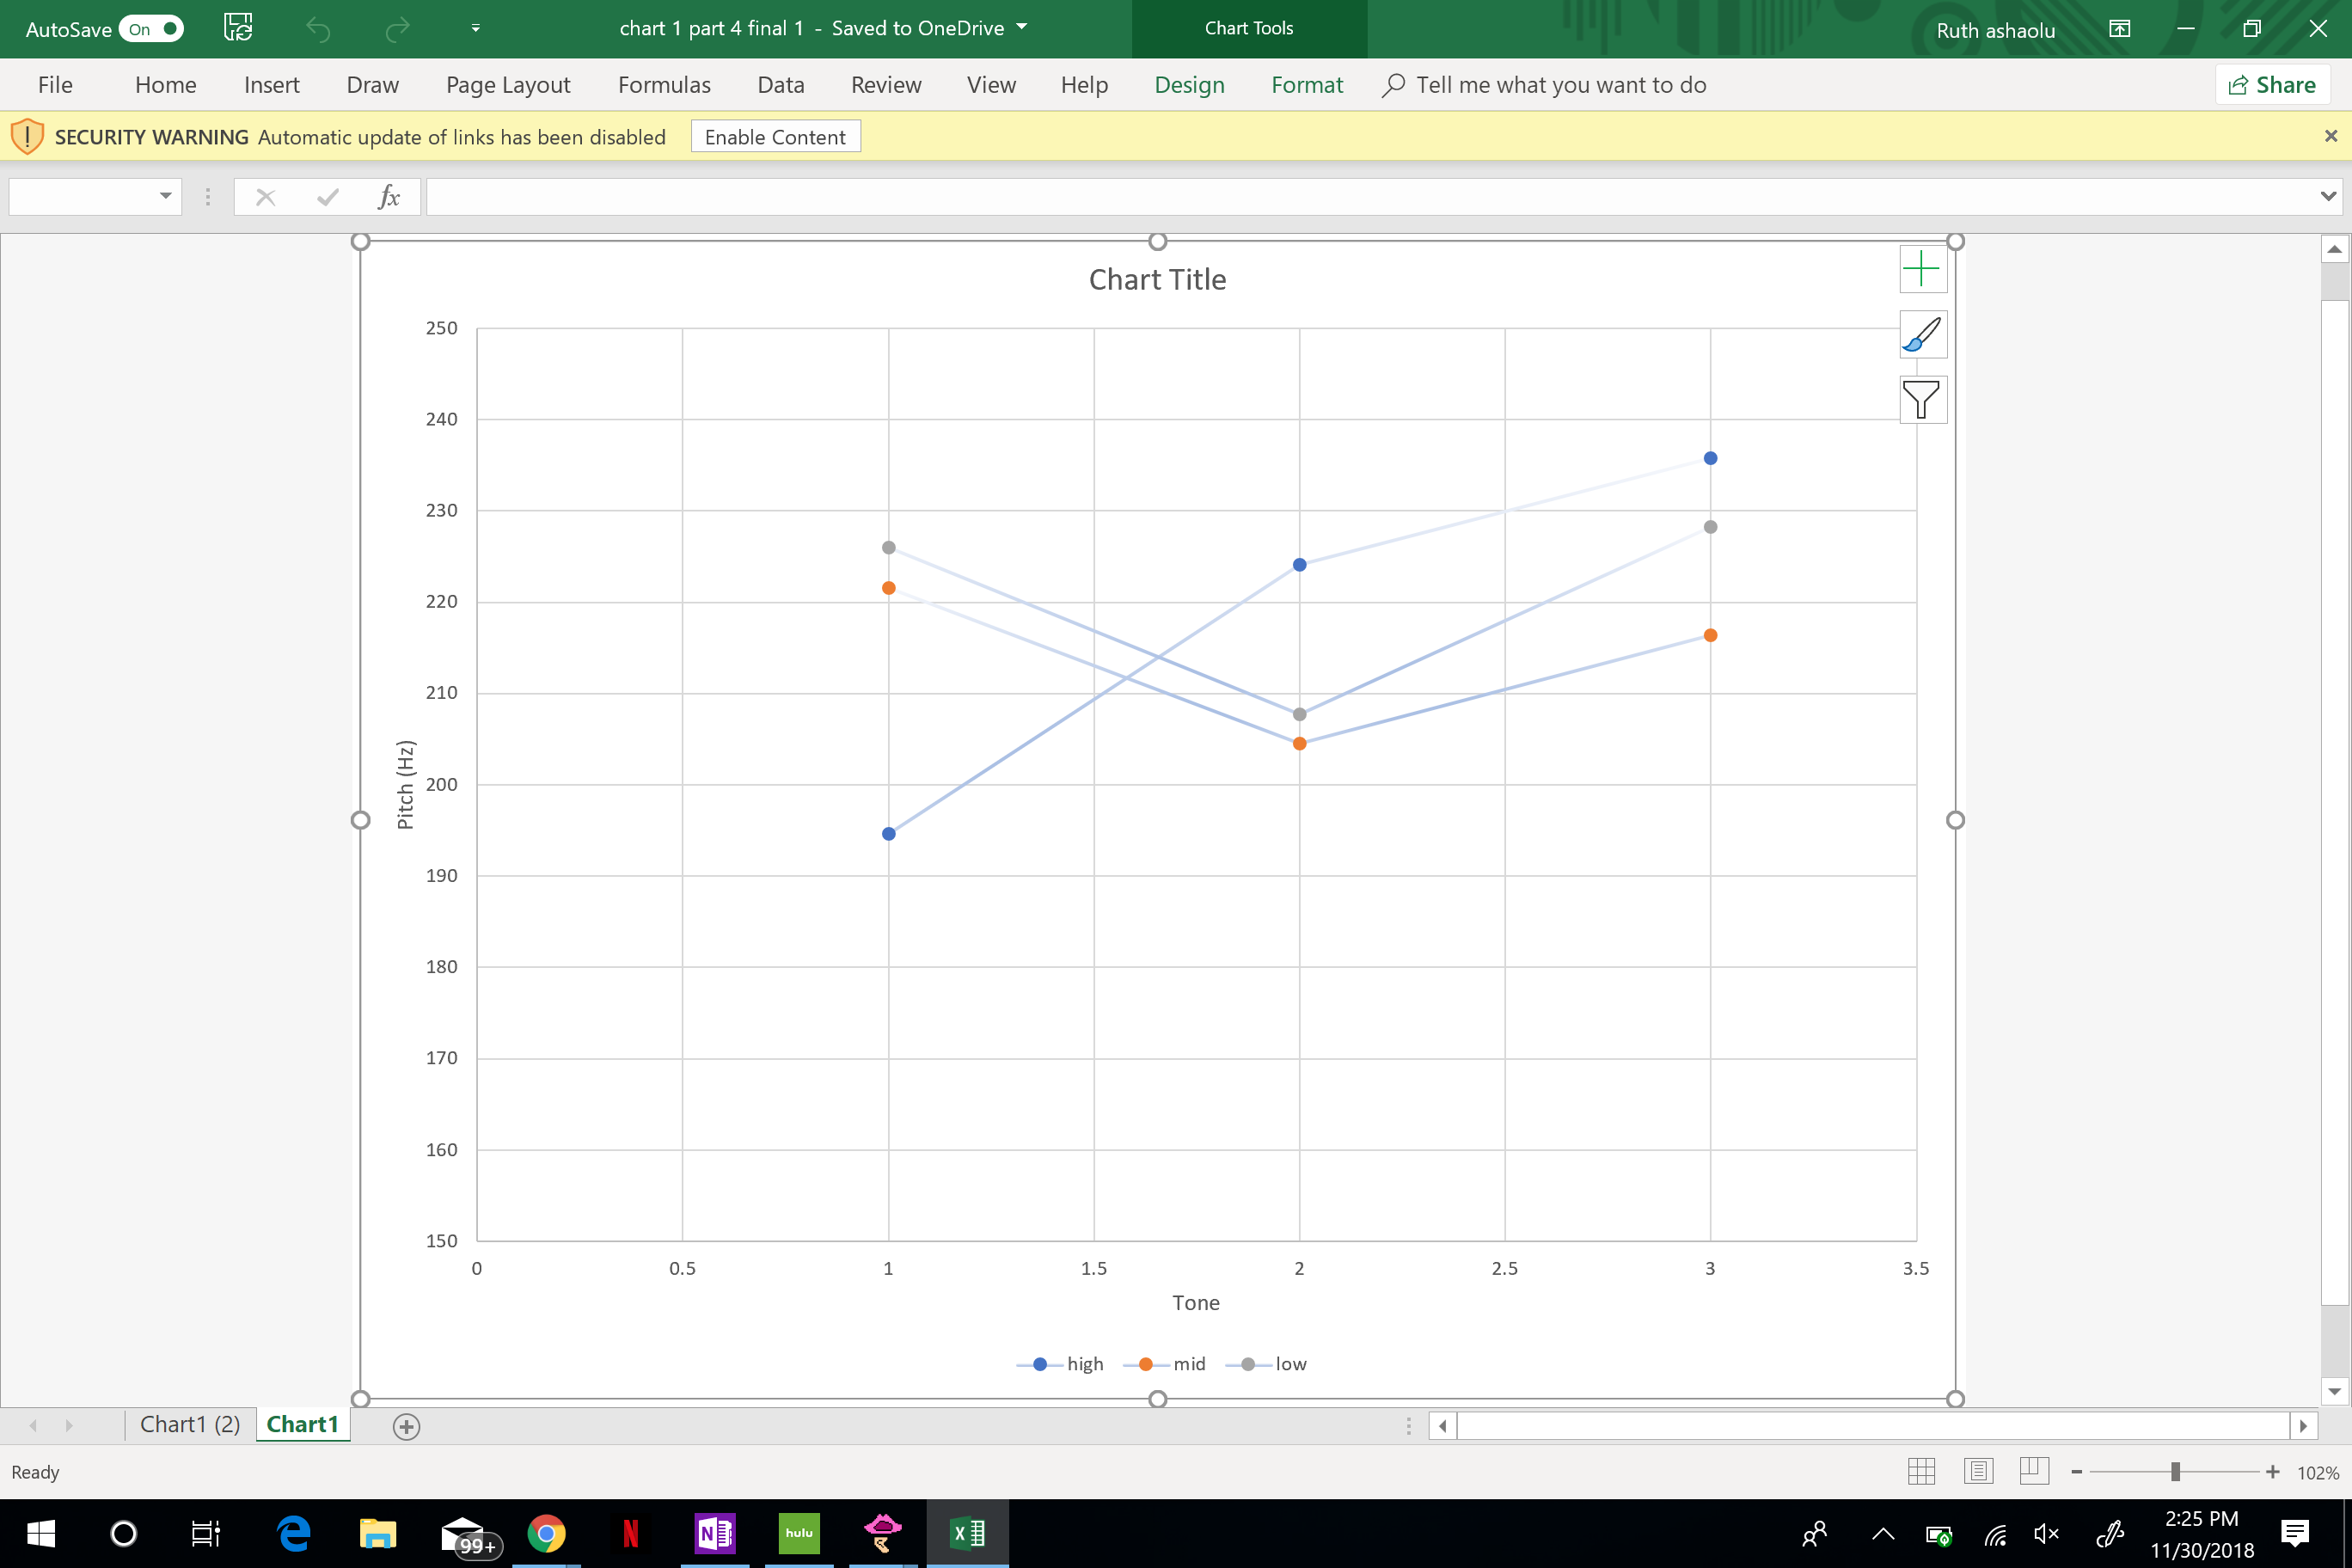 AutoSave On chart 1 part 4 final 1 - Saved to OneDrive Chart Tools Ruth ashaolu
File Home Insert Draw Page Layout Formulas Data Review View Help Design Format Tell me what you want to do Share
SECURITY WARNING Automatic update of links has been disabled Enable Content
fx
Chart Title
250
240
230
220
210
200
190
180
170
160
150
Pitch (Hz)
0 0.5 1 1.5 2 2.5 3 3.5
Tone
high mid low
Chart1 (2) Chart1
Ready 102%
99+ N N hulu X 2:25 PM
11/30/2018